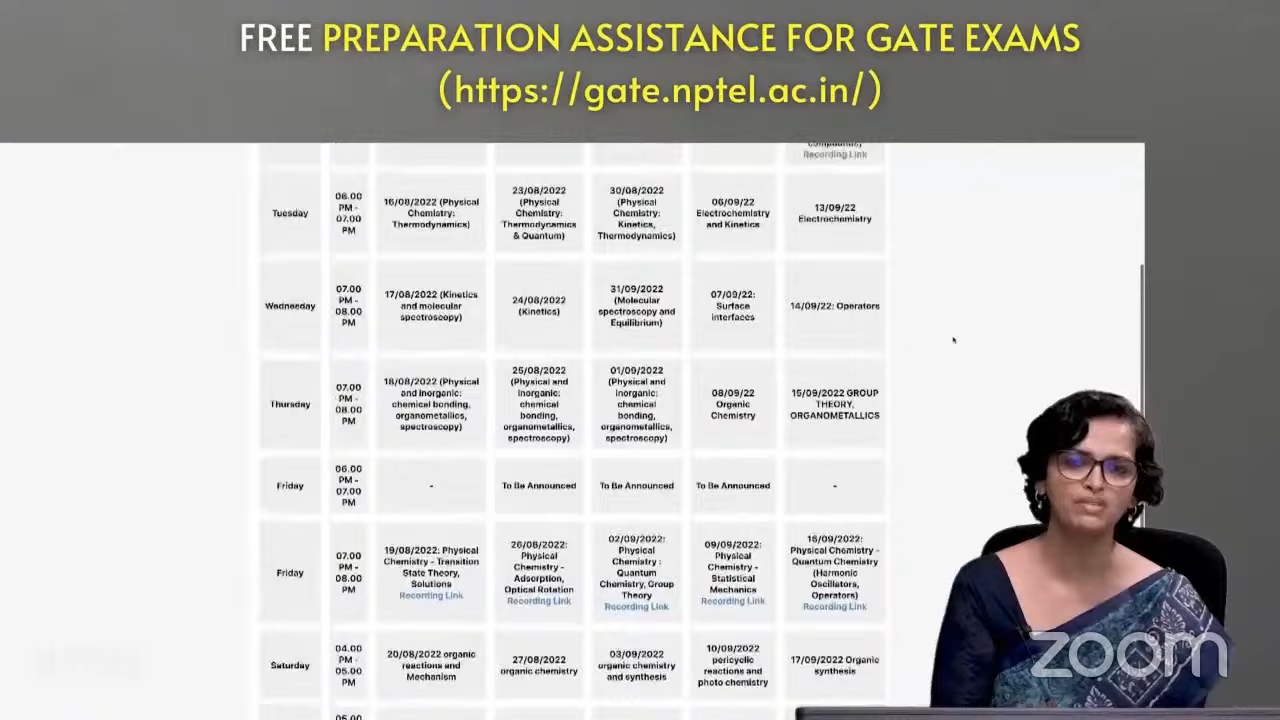 FREE PREPARATION ASSISTANCE FOR GATE EXAMS
(https://gate.nptel.ac.in/)
Recording Link
Tuesday
06.00
PM -
07.00
PM
16/08/2022 (Physical
Chemistry:
Thermodynamics)
23/08/2022
(Physical
Chemistry:
Thermodynamics
& Quantum)
30/08/2022
(Physical
Chemistry:
Kinetics,
Thermodynamics)
06/09/22
Electrochemistry
and Kinetics
13/09/22
Electrochemistry
Wednesday
07.00
PM -
08.00
PM
17/08/2022 (Kinetics
and molecular
spectroscopy)
24/08/2022
(Kinetics)
31/09/2022
(Molecular
spectroscopy and
Equilibrium)
07/09/22:
Surface
interfaces
14/09/22: Operators
Thursday
07.00
PM -
08.00
PM
18/08/2022 (Physical
and inorganic:
chemical bonding,
organometallics,
spectroscopy)
25/08/2022
(Physical and
inorganic:
chemical
bonding,
organometallics,
spectroscopy)
01/09/2022
(Physical and
inorganic:
chemical
bonding,
organometallics,
spectroscopy)
08/09/22
Organic
Chemistry
15/09/2022 GROUP
THEORY,
ORGANOMETALLICS
Friday
06.00
PM -
07.00
PM
-
To Be Announced
To Be Announced
To Be Announced
-
Friday
07.00
PM -
08.00
PM
19/08/2022: Physical
Chemistry - Transition
State Theory,
Solutions
Recording Link
26/08/2022:
Physical
Chemistry -
Adsorption,
Optical Rotation
Recording Link
02/09/2022:
Physical
Chemistry :
Quantum
Chemistry, Group
Theory
Recording Link
09/09/2022:
Physical
Chemistry -
Statistical
Mechanics
Recording Link
16/09/2022:
Physical Chemistry -
Quantum Chemistry
(Harmonic
Oscillators,
Operators)
Recording Link
Saturday
04.00
PM -
05.00
PM
20/08/2022 organic
reactions and
Mechanism
27/08/2022
organic chemistry
03/09/2022
organic chemistry
and synthesis
10/09/2022
pericyclic
reactions and
photo chemistry
17/09/2022 Organic
synthesis
05.00
zoom